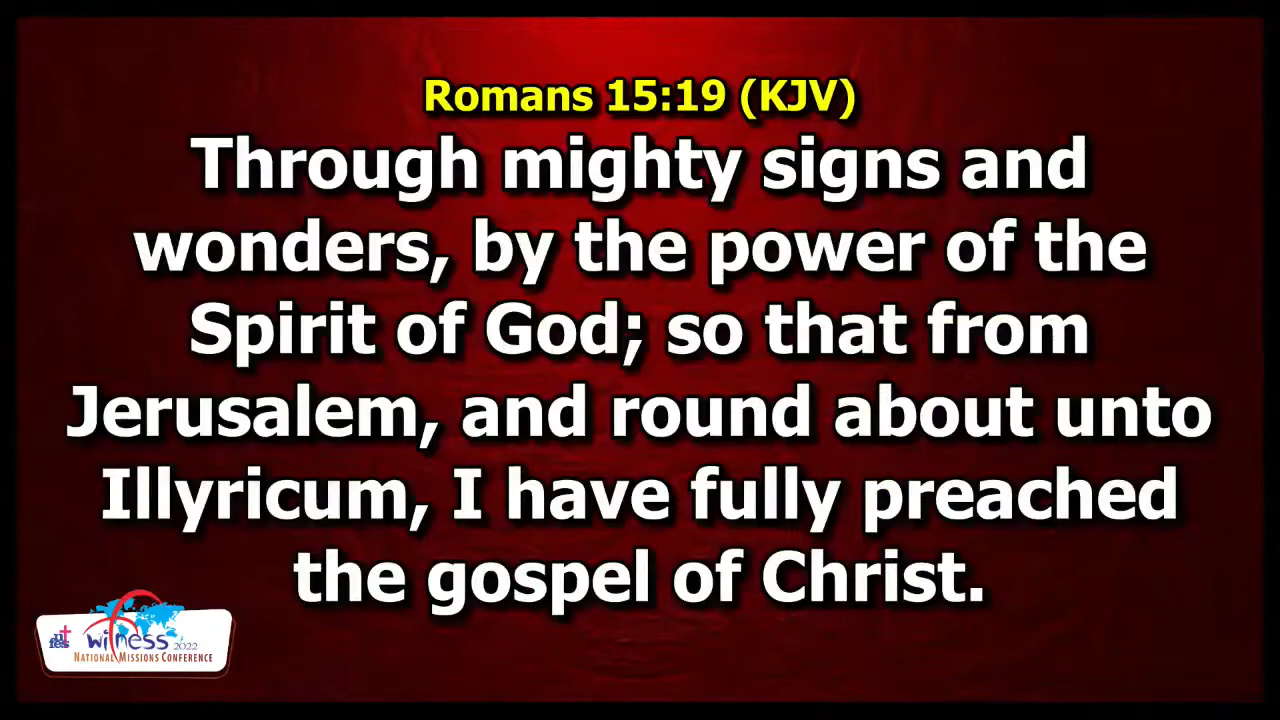 Romans 15:19 (KJV)
Through mighty signs and
wonders, by the power of the
Spirit of God; so that from
Jerusalem, and round about unto
Illyricum, I have fully preached
the gospel of Christ.
witness 2022
NATIONAL MISSIONS CONFERENCE